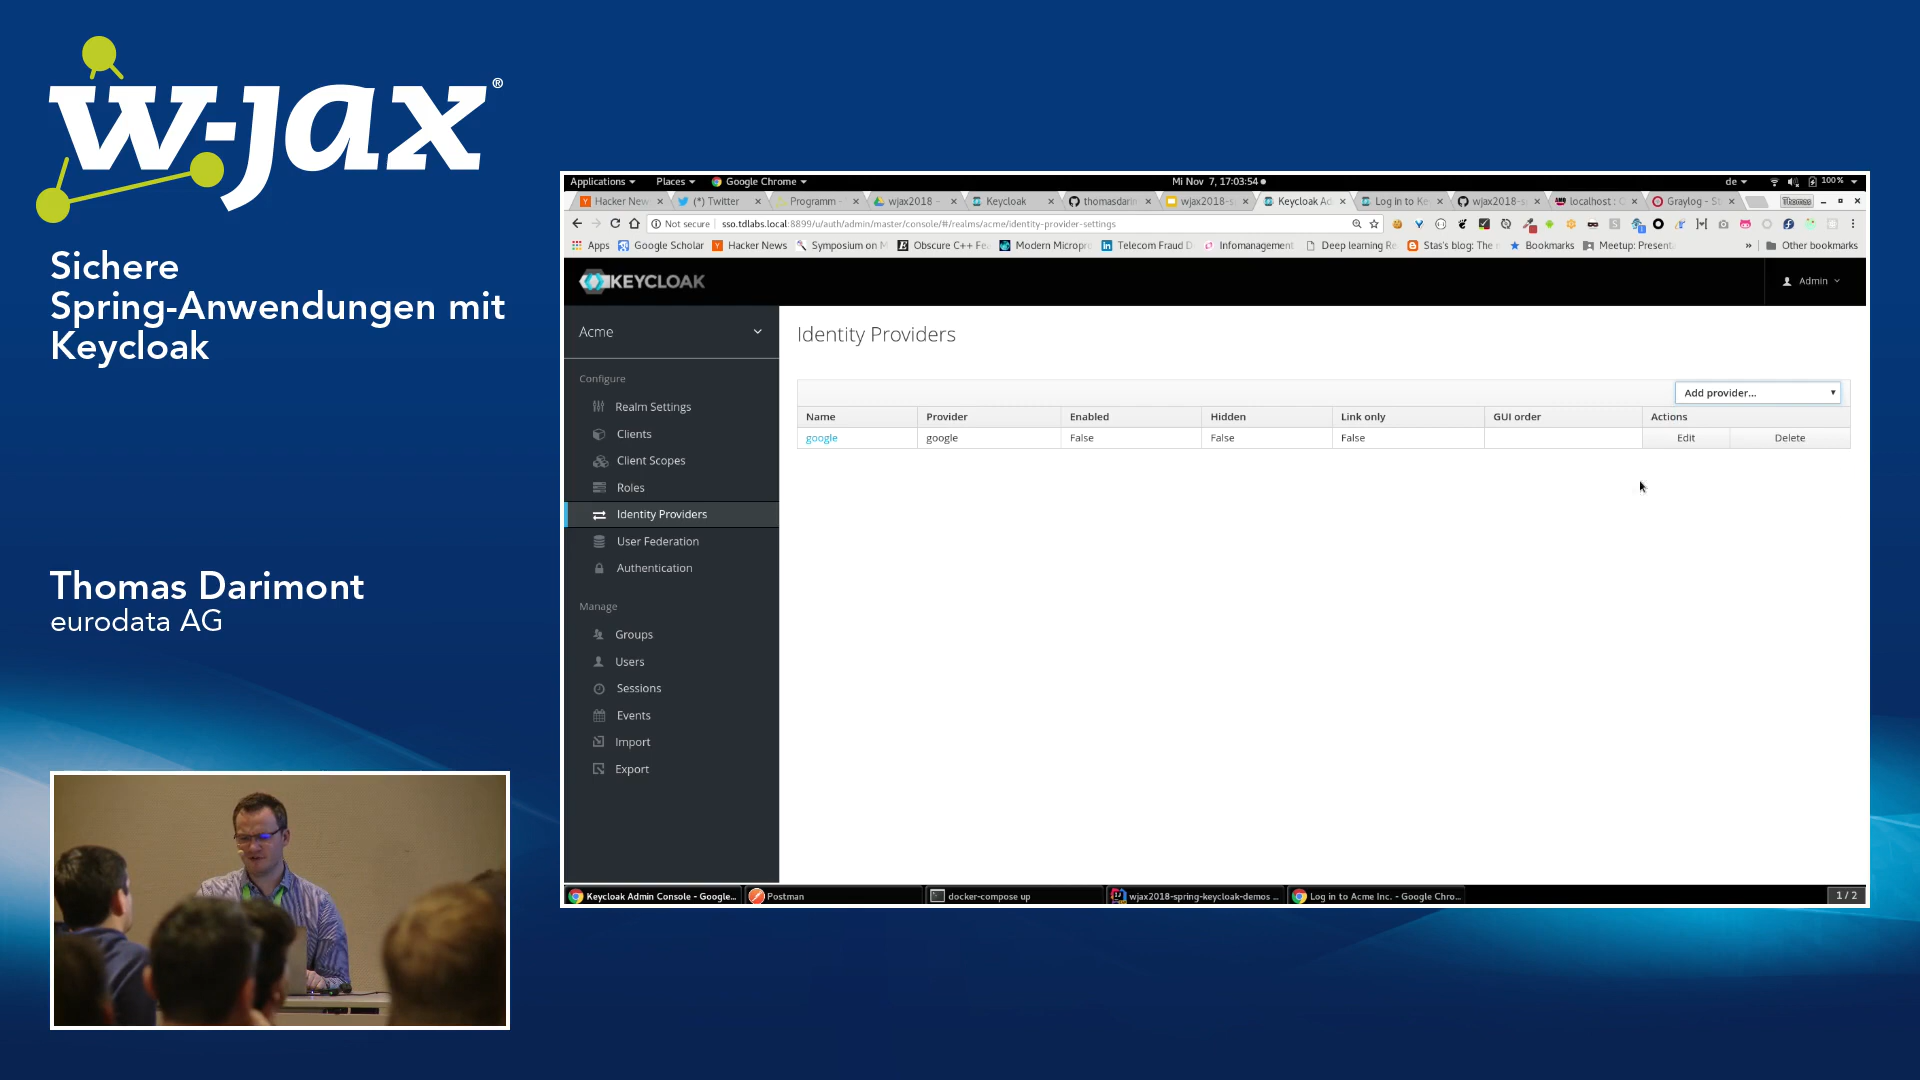 w-jax®
Sichere
Spring-Anwendungen mit
Keycloak
Thomas Darimont
eurodata AG
Applications Places Google Chrome Mi Nov 7, 17:03:54 de 100%
Hacker New (*) Twitter Programm - wjax2018 - Keycloak thomasdari wjax2018-s Keycloak Ad Log in to Ke wjax2018-s localhost : Graylog - St Thomas
Not secure sso.tdlabs.local:8899/u/auth/admin/master/console/#/realms/acme/identity-provider-settings
Apps Google Scholar Hacker News Symposium on Obscure C++ Fe Modern Micropr Telecom Fraud D Infomanagement Deep learning Re Stas's blog: The Bookmarks Meetup: Present » Other bookmarks
KEYCLOAK
Admin
Acme
Identity Providers
Configure
Realm Settings
Clients
Client Scopes
Roles
Identity Providers
User Federation
Authentication
Manage
Groups
Users
Sessions
Events
Import
Export
Add provider...
Name Provider Enabled Hidden Link only GUI order Actions
google google False False False Edit Delete
Keycloak Admin Console - Google... Postman docker-compose up wjax2018-spring-keycloak-demos ... Log in to Acme Inc. - Google Chro... 1 / 2